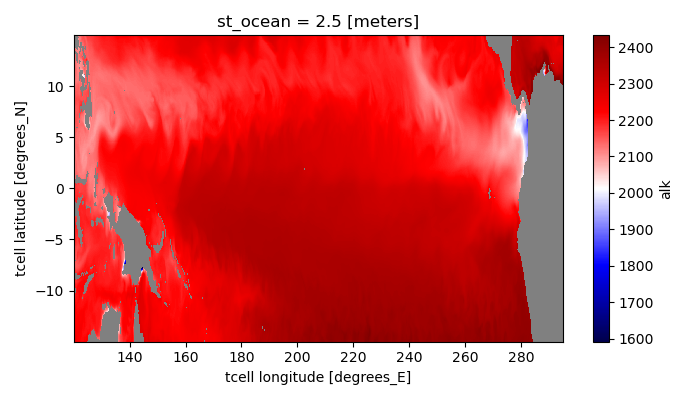 st_ocean = 2.5 [meters]
tcell latitude [degrees_N]
10
5
0
−5
−10
140 160 180 200 220 240 260 280
tcell longitude [degrees_E]
2400
2300
2200
2100
2000
1900
1800
1700
1600
alk